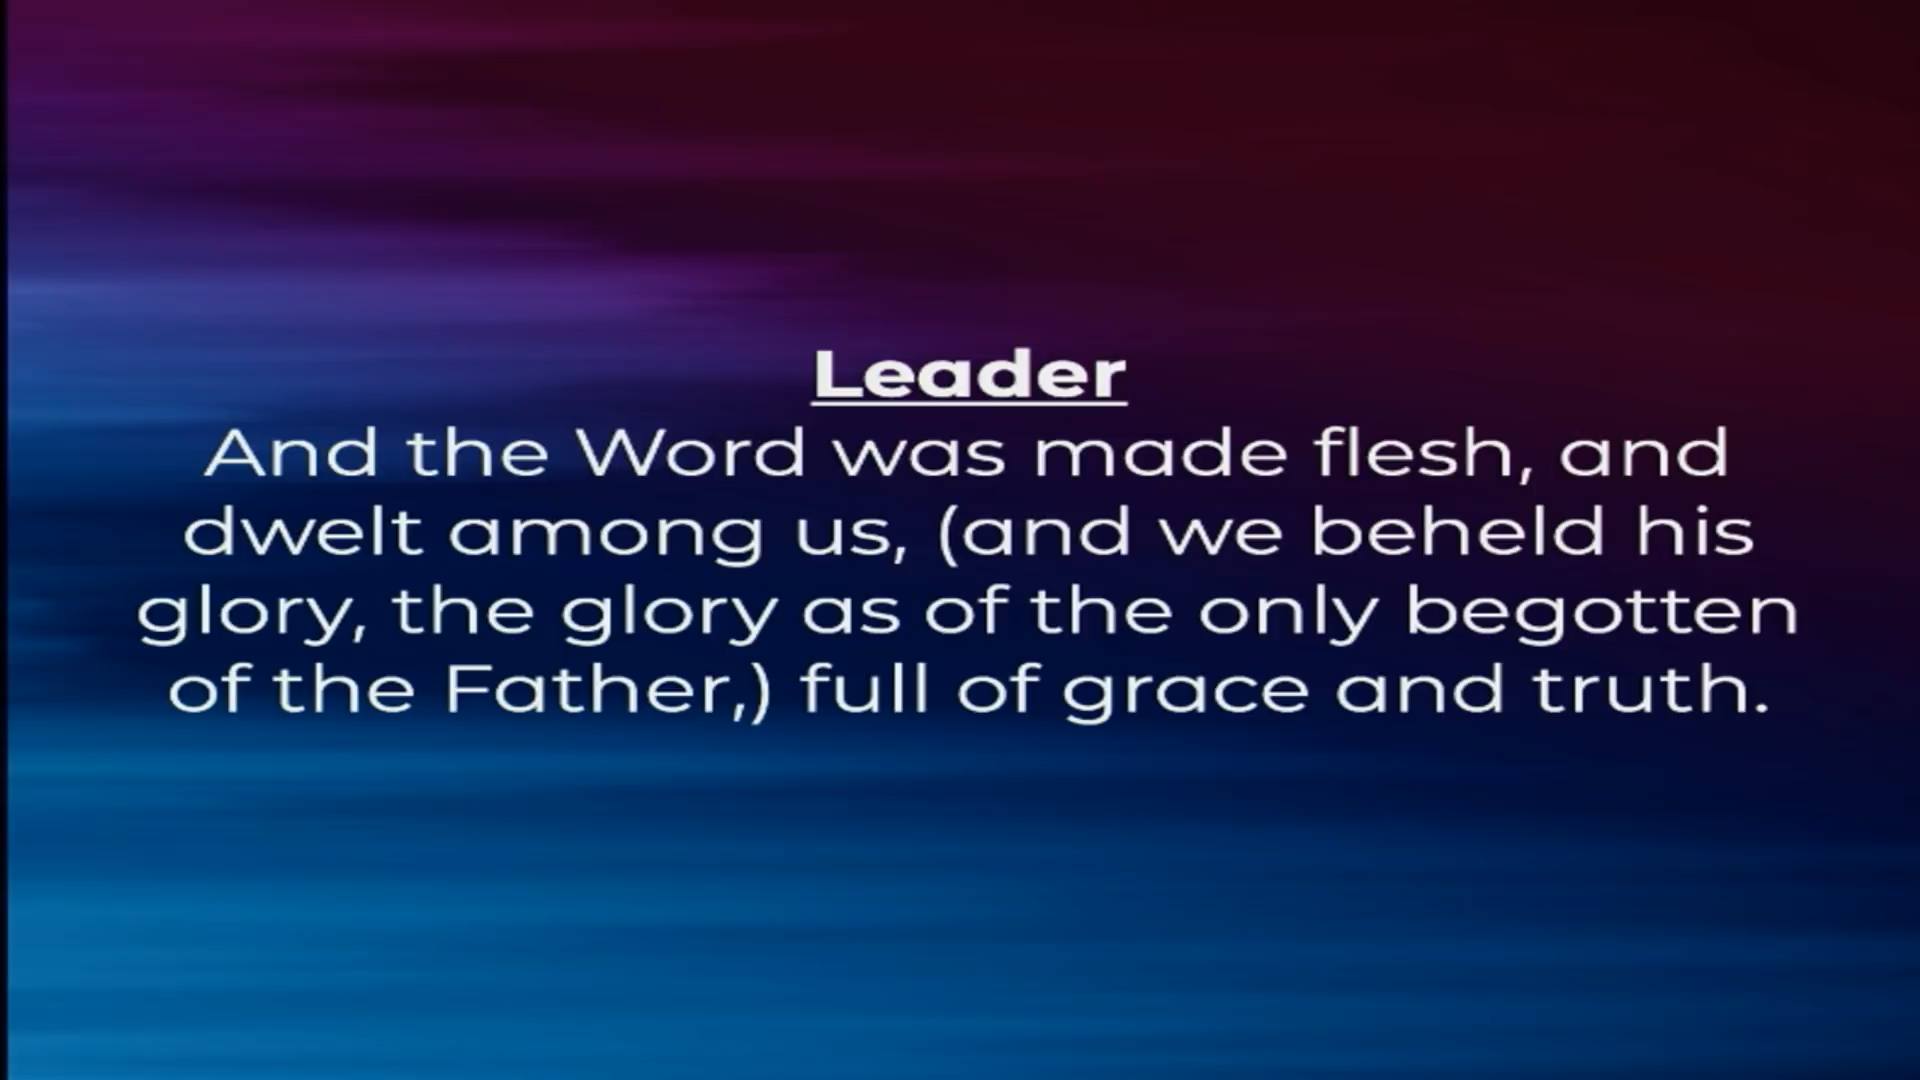 Leader
And the Word was made flesh, and
dwelt among us, (and we beheld his
glory, the glory as of the only begotten
of the Father,) full of grace and truth.